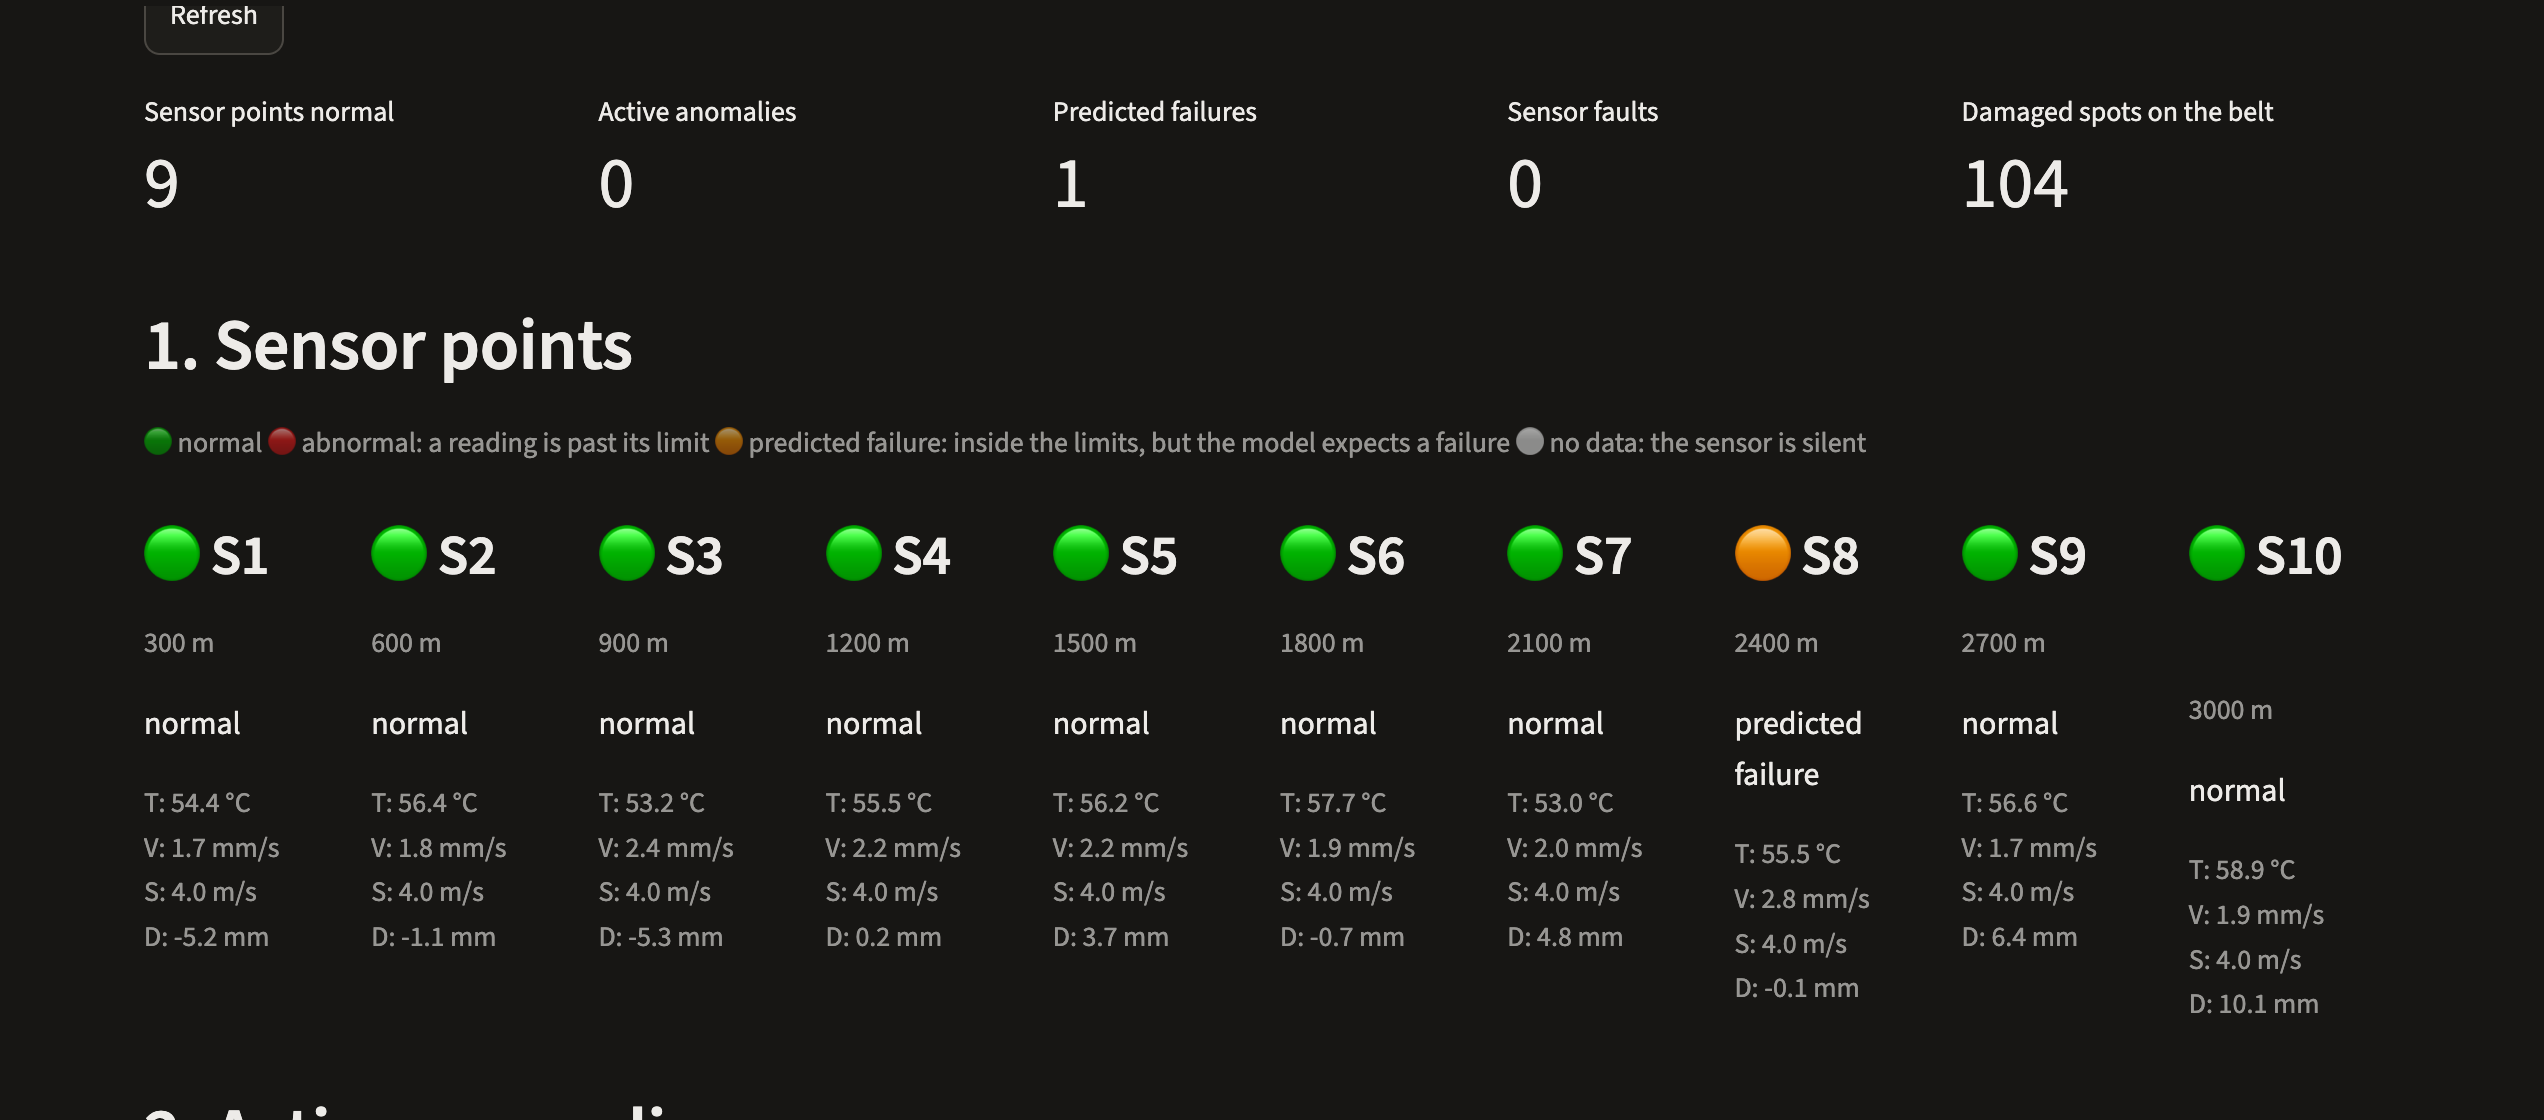 Refresh
Sensor points normal
9
Active anomalies
0
Predicted failures
1
Sensor faults
0
Damaged spots on the belt
104
1. Sensor points
normal abnormal: a reading is past its limit predicted failure: inside the limits, but the model expects a failure no data: the sensor is silent
S1
300 m
normal
T: 54.4 °C
V: 1.7 mm/s
S: 4.0 m/s
D: -5.2 mm
S2
600 m
normal
T: 56.4 °C
V: 1.8 mm/s
S: 4.0 m/s
D: -1.1 mm
S3
900 m
normal
T: 53.2 °C
V: 2.4 mm/s
S: 4.0 m/s
D: -5.3 mm
S4
1200 m
normal
T: 55.5 °C
V: 2.2 mm/s
S: 4.0 m/s
D: 0.2 mm
S5
1500 m
normal
T: 56.2 °C
V: 2.2 mm/s
S: 4.0 m/s
D: 3.7 mm
S6
1800 m
normal
T: 57.7 °C
V: 1.9 mm/s
S: 4.0 m/s
D: -0.7 mm
S7
2100 m
normal
T: 53.0 °C
V: 2.0 mm/s
S: 4.0 m/s
D: 4.8 mm
S8
2400 m
predicted
failure
T: 55.5 °C
V: 2.8 mm/s
S: 4.0 m/s
D: -0.1 mm
S9
2700 m
normal
T: 56.6 °C
V: 1.7 mm/s
S: 4.0 m/s
D: 6.4 mm
S10
3000 m
normal
T: 58.9 °C
V: 1.9 mm/s
S: 4.0 m/s
D: 10.1 mm